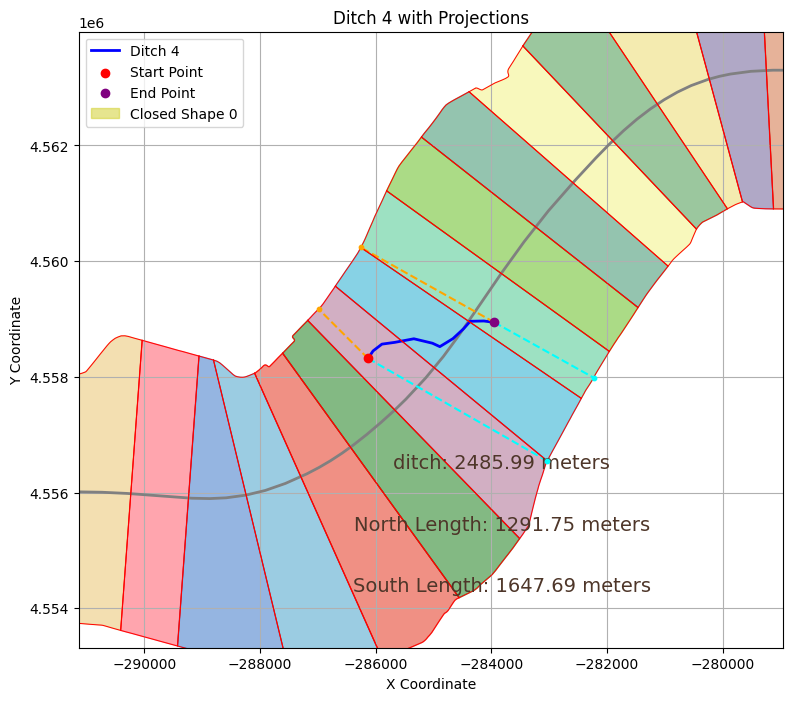 Ditch 4 with Projections
1e6
Ditch 4
Start Point
End Point
Closed Shape 0
4.562
4.560
4.558
4.556
4.554
Y Coordinate
ditch: 2485.99 meters
North Length: 1291.75 meters
South Length: 1647.69 meters
−290000 −288000 −286000 −284000 −282000 −280000
X Coordinate